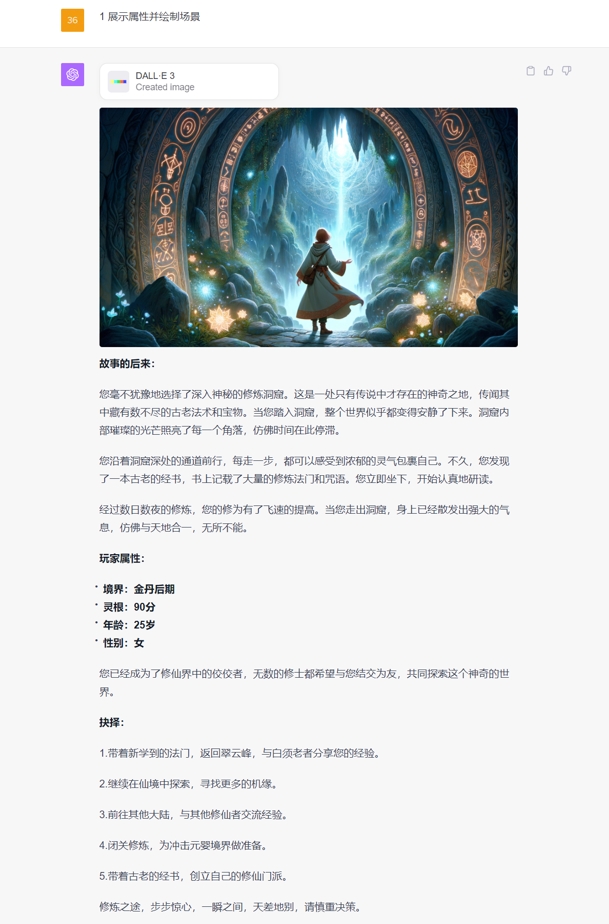 36
1 展示属性并绘制场景
DALL·E 3
Created image
故事的后来：
您毫不犹豫地选择了深入神秘的修炼洞窟。这是一处只有传说中才存在的神奇之地，传闻其
中藏有数不尽的古老法术和宝物。当您踏入洞窟，整个世界似乎都变得安静了下来。洞窟内
部璀璨的光芒照亮了每一个角落，仿佛时间在此停滞。
您沿着洞窟深处的通道前行，每走一步，都可以感受到浓郁的灵气包裹自己。不久，您发现
了一本古老的经书，书上记载了大量的修炼法门和咒语。您立即坐下，开始认真地研读。
经过数日数夜的修炼，您的修为有了飞速的提高。当您走出洞窟，身上已经散发出强大的气
息，仿佛与天地合一，无所不能。
玩家属性：
• 境界：金丹后期
• 灵根：90分
• 年龄：25岁
• 性别：女
您已经成为了修仙界中的佼佼者，无数的修士都希望与您结交为友，共同探索这个神奇的世
界。
抉择：
1.带着新学到的法门，返回翠云峰，与白须老者分享您的经验。
2.继续在仙境中探索，寻找更多的机缘。
3.前往其他大陆，与其他修仙者交流经验。
4.闭关修炼，为冲击元婴境界做准备。
5.带着古老的经书，创立自己的修仙门派。
修炼之途，步步惊心，一瞬之间，天差地别，请慎重决策。